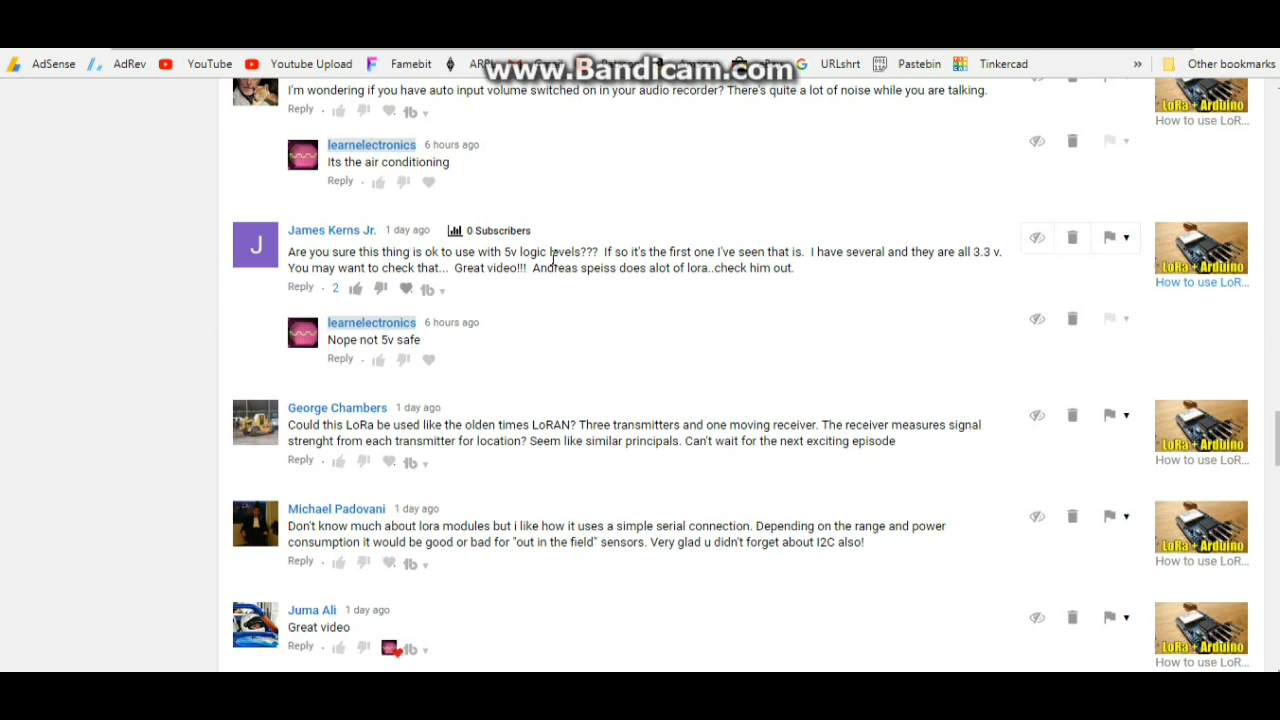 AdSense AdRev YouTube Youtube Upload Famebit ARRL URLshrt Pastebin Tinkercad » Other bookmarks
www.Bandicam.com
I'm wondering if you have auto input volume switched on in your audio recorder? There's quite a lot of noise while you are talking.
LoRa + Arduino
Reply
How to use LoR...
learnelectronics 6 hours ago
Its the air conditioning
Reply
James Kerns Jr. 1 day ago 0 Subscribers
J
Are you sure this thing is ok to use with 5v logic levels??? If so it's the first one I've seen that is. I have several and they are all 3.3 v.
You may want to check that... Great video!!! Andreas speiss does alot of lora..check him out.
LoRa + Arduino
Reply 2
How to use LoR...
learnelectronics 6 hours ago
Nope not 5v safe
Reply
George Chambers 1 day ago
Could this LoRa be used like the olden times LoRAN? Three transmitters and one moving receiver. The receiver measures signal
strenght from each transmitter for location? Seem like similar principals. Can't wait for the next exciting episode
LoRa + Arduino
Reply
How to use LoR...
Michael Padovani 1 day ago
Don't know much about lora modules but i like how it uses a simple serial connection. Depending on the range and power
consumption it would be good or bad for "out in the field" sensors. Very glad u didn't forget about I2C also!
LoRa + Arduino
Reply
How to use LoR...
Juma Ali 1 day ago
Great video
LoRa + Arduino
Reply
How to use LoR...